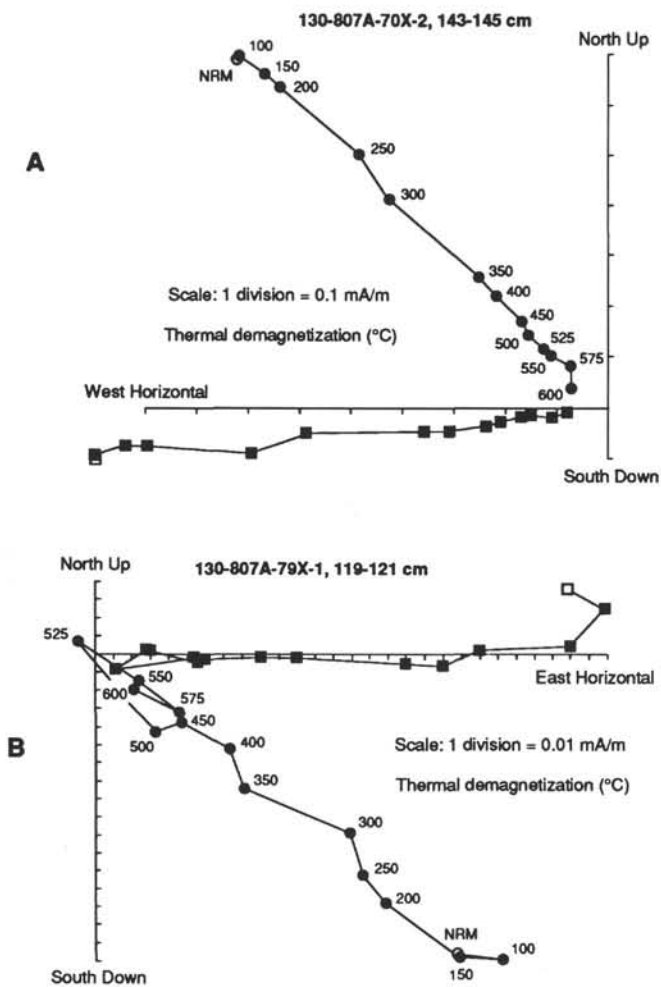 130-807A-70X-2, 143-145 cm
North Up
100
NRM
150
200
A
250
300
350
Scale: 1 division = 0.1 mA/m
400
450
Thermal demagnetization (°C)
500
525
550
575
West Horizontal
600
South Down
130-807A-79X-1, 119-121 cm
North Up
525
East Horizontal
550
600
575
450
500
B
400
Scale: 1 division = 0.01 mA/m
350
Thermal demagnetization (°C)
300
250
200
NRM
100
150
South Down